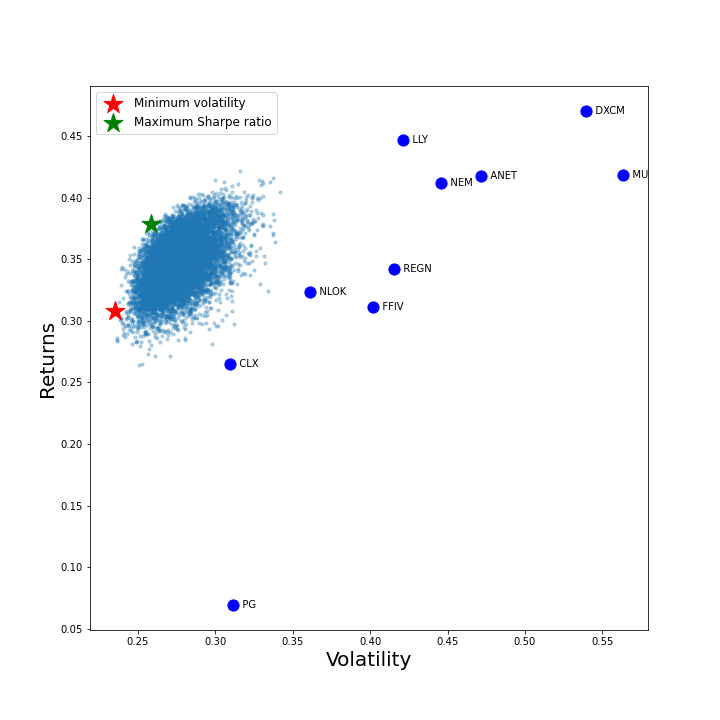 Minimum volatility
Maximum Sharpe ratio
DXCM
LLY
ANET
MU
NEM
REGN
NLOK
FFIV
CLX
PG
0.45
0.40
0.35
0.30
0.25
0.20
0.15
0.10
0.05
Returns
0.25 0.30 0.35 0.40 0.45 0.50 0.55
Volatility